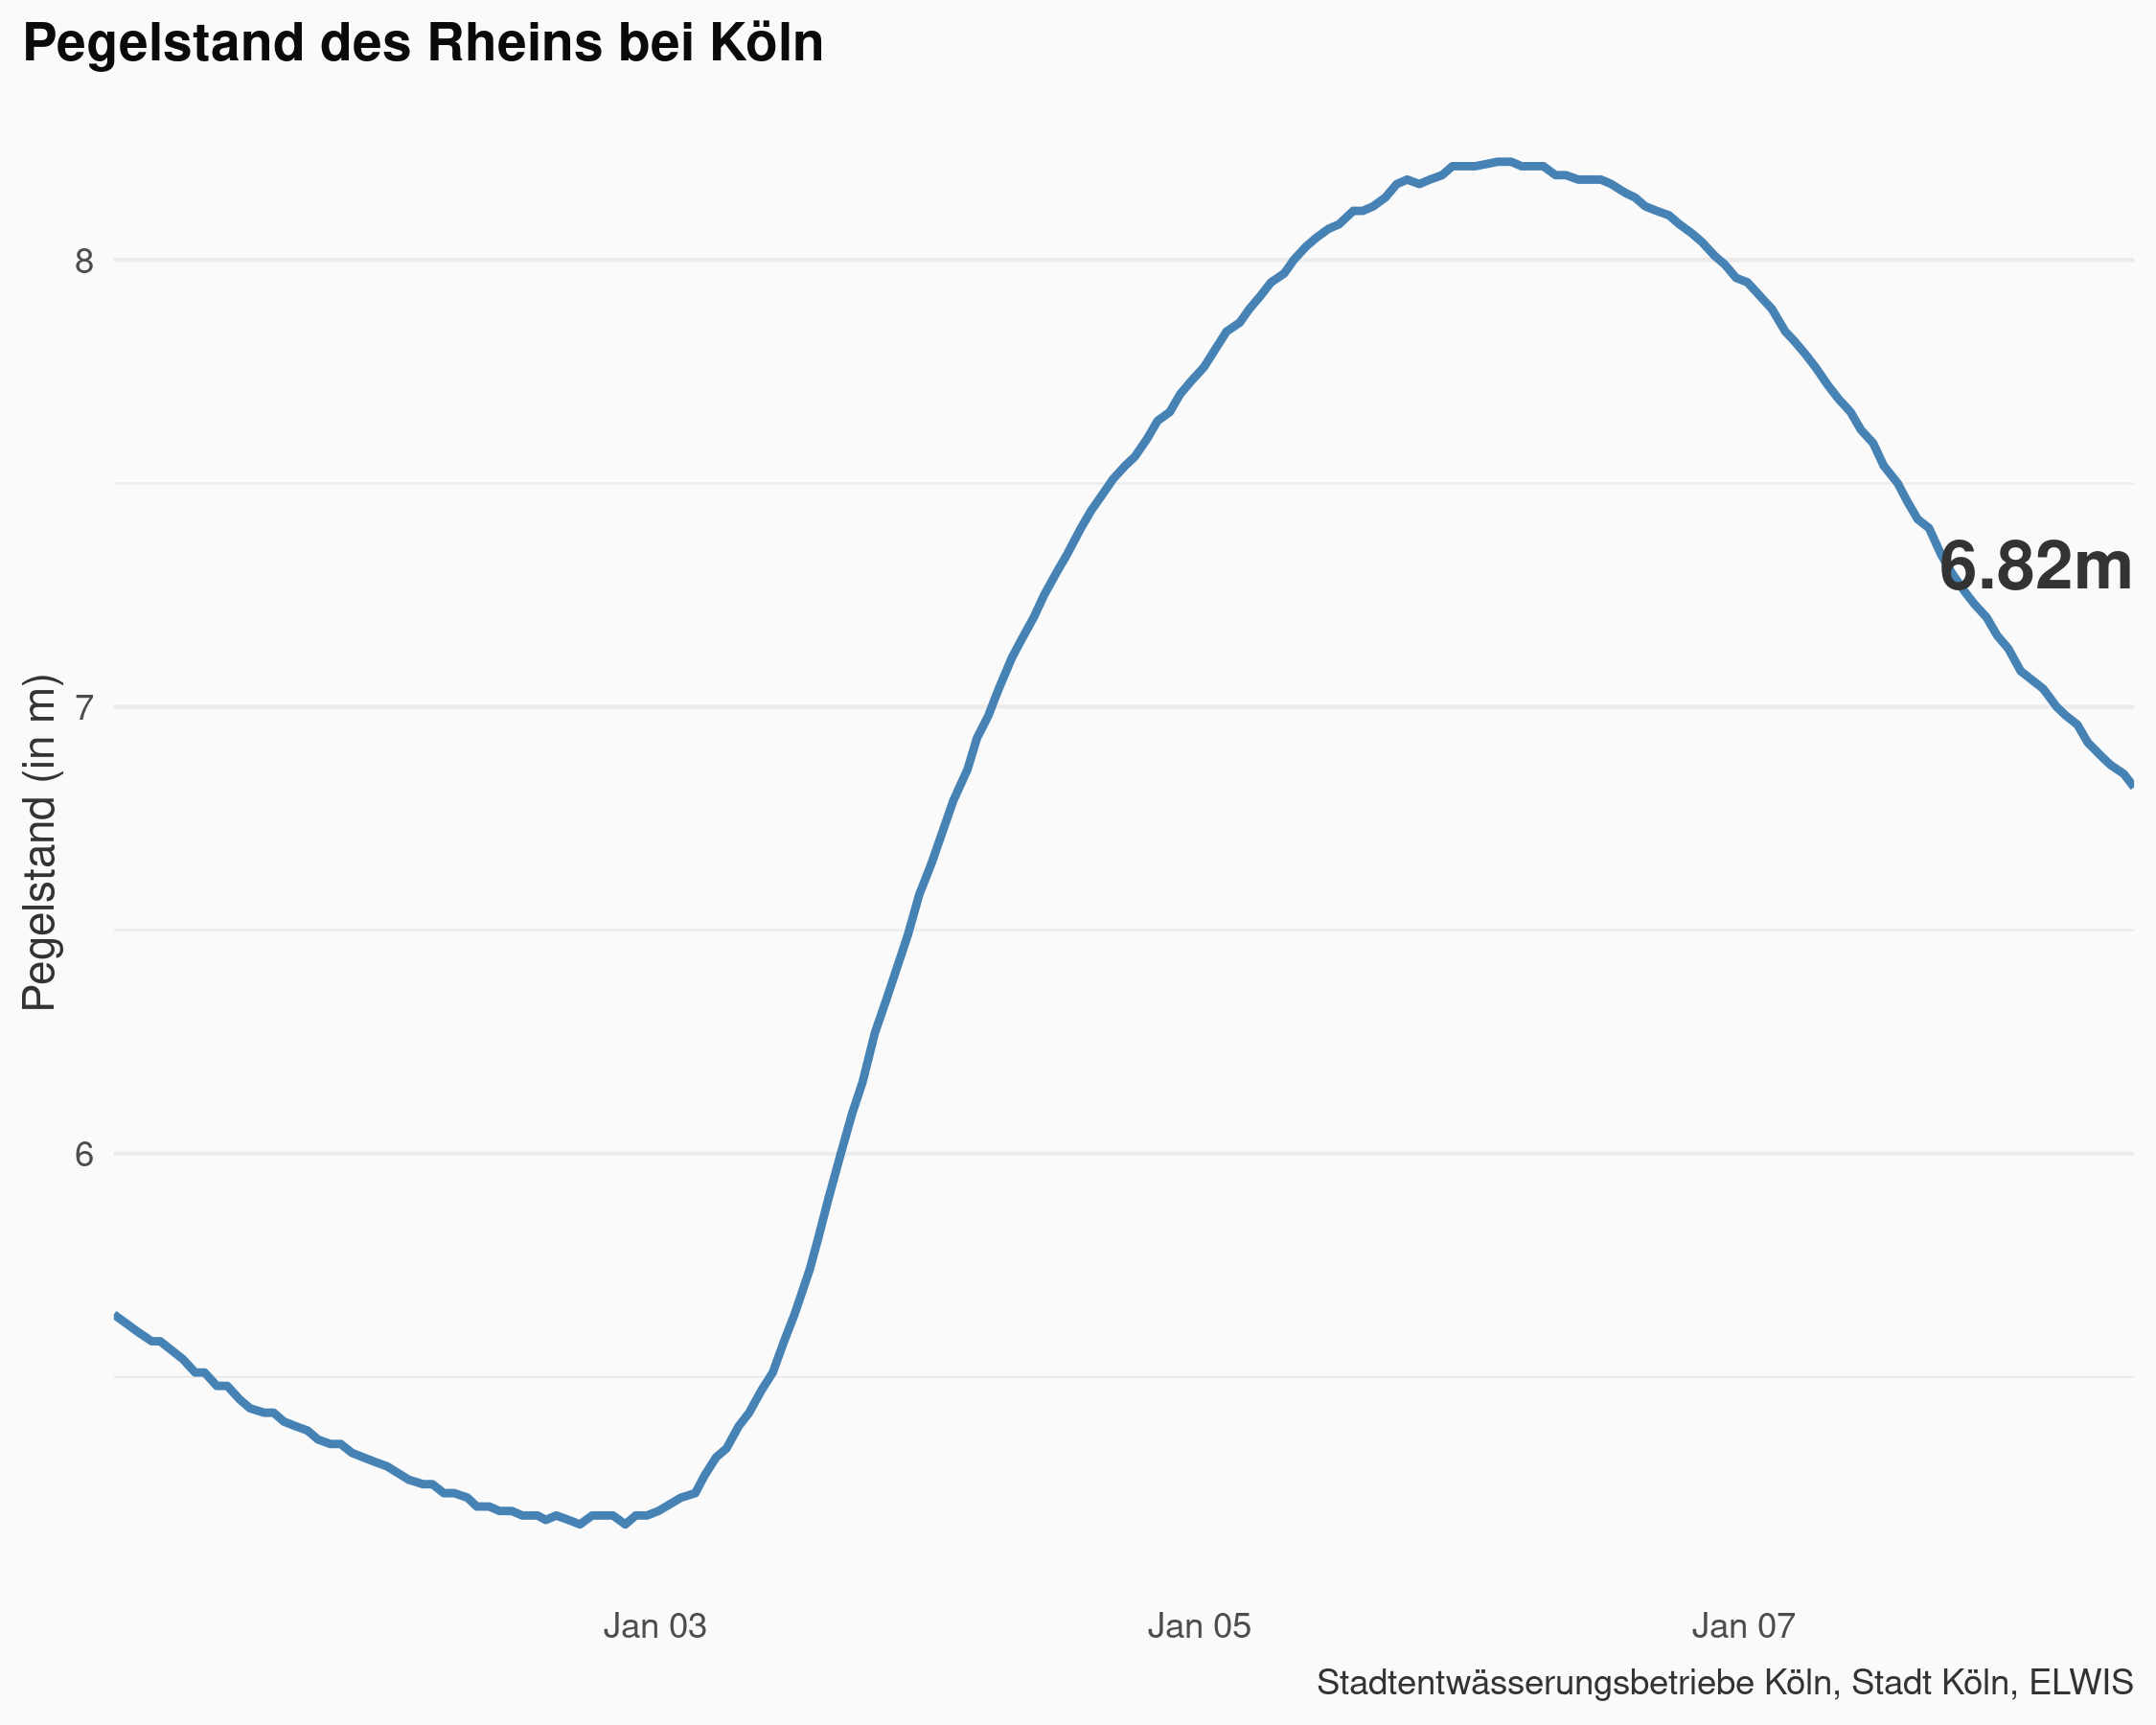 Pegelstand des Rheins bei Köln
Pegelstand (in m)
8
7
6
6.82m
Jan 03
Jan 05
Jan 07
Stadtentwässerungsbetriebe Köln, Stadt Köln, ELWIS